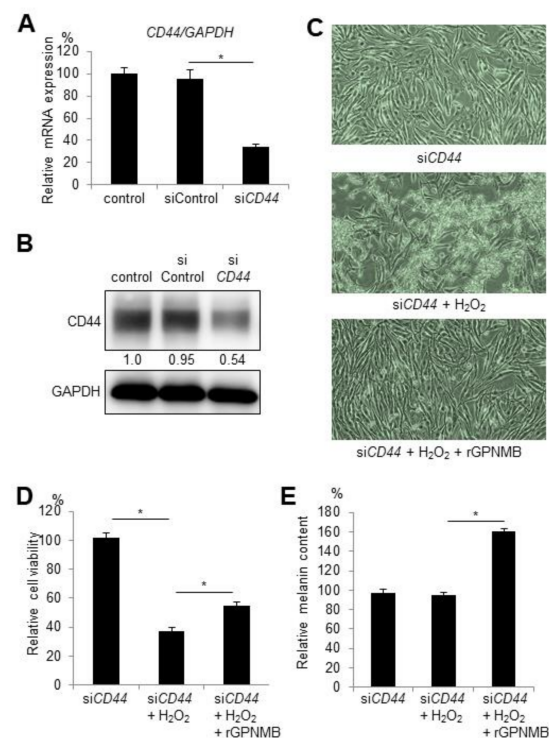 A
CD44/GAPDH
%
Relative mRNA expression
120
100
80
60
40
20
0
*
control
siControl
siCD44
B
control
si
Control
si
CD44
CD44
1.0
0.95
0.54
GAPDH
C
siCD44
siCD44 + H₂O₂
siCD44 + H₂O₂ + rGPNMB
D
%
Relative cell viability
120
100
80
60
40
20
0
*
*
siCD44
siCD44
+ H₂O₂
siCD44
+ H₂O₂
+ rGPNMB
E
%
Relative melanin content
180
160
140
120
100
80
60
40
20
0
*
siCD44
siCD44
+ H₂O₂
siCD44
+ H₂O₂
+ rGPNMB